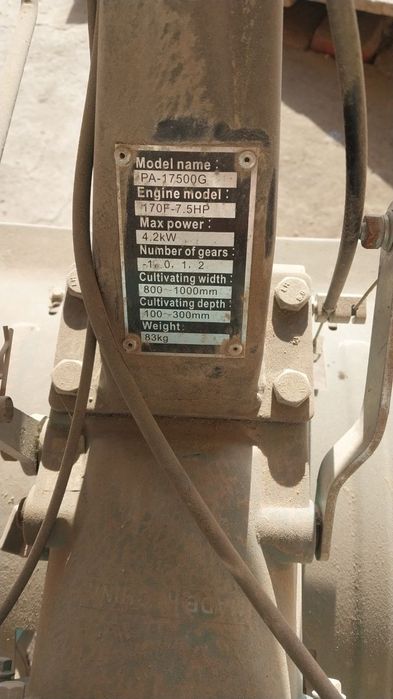 Model name :
PA-17500G
Engine model :
170F-7.5HP
Max power :
4.2kW
Number of gears :
-1, 0, 1, 2
Cultivating width :
800~1000mm
Cultivating depth :
100~300mm
Weight :
83kg